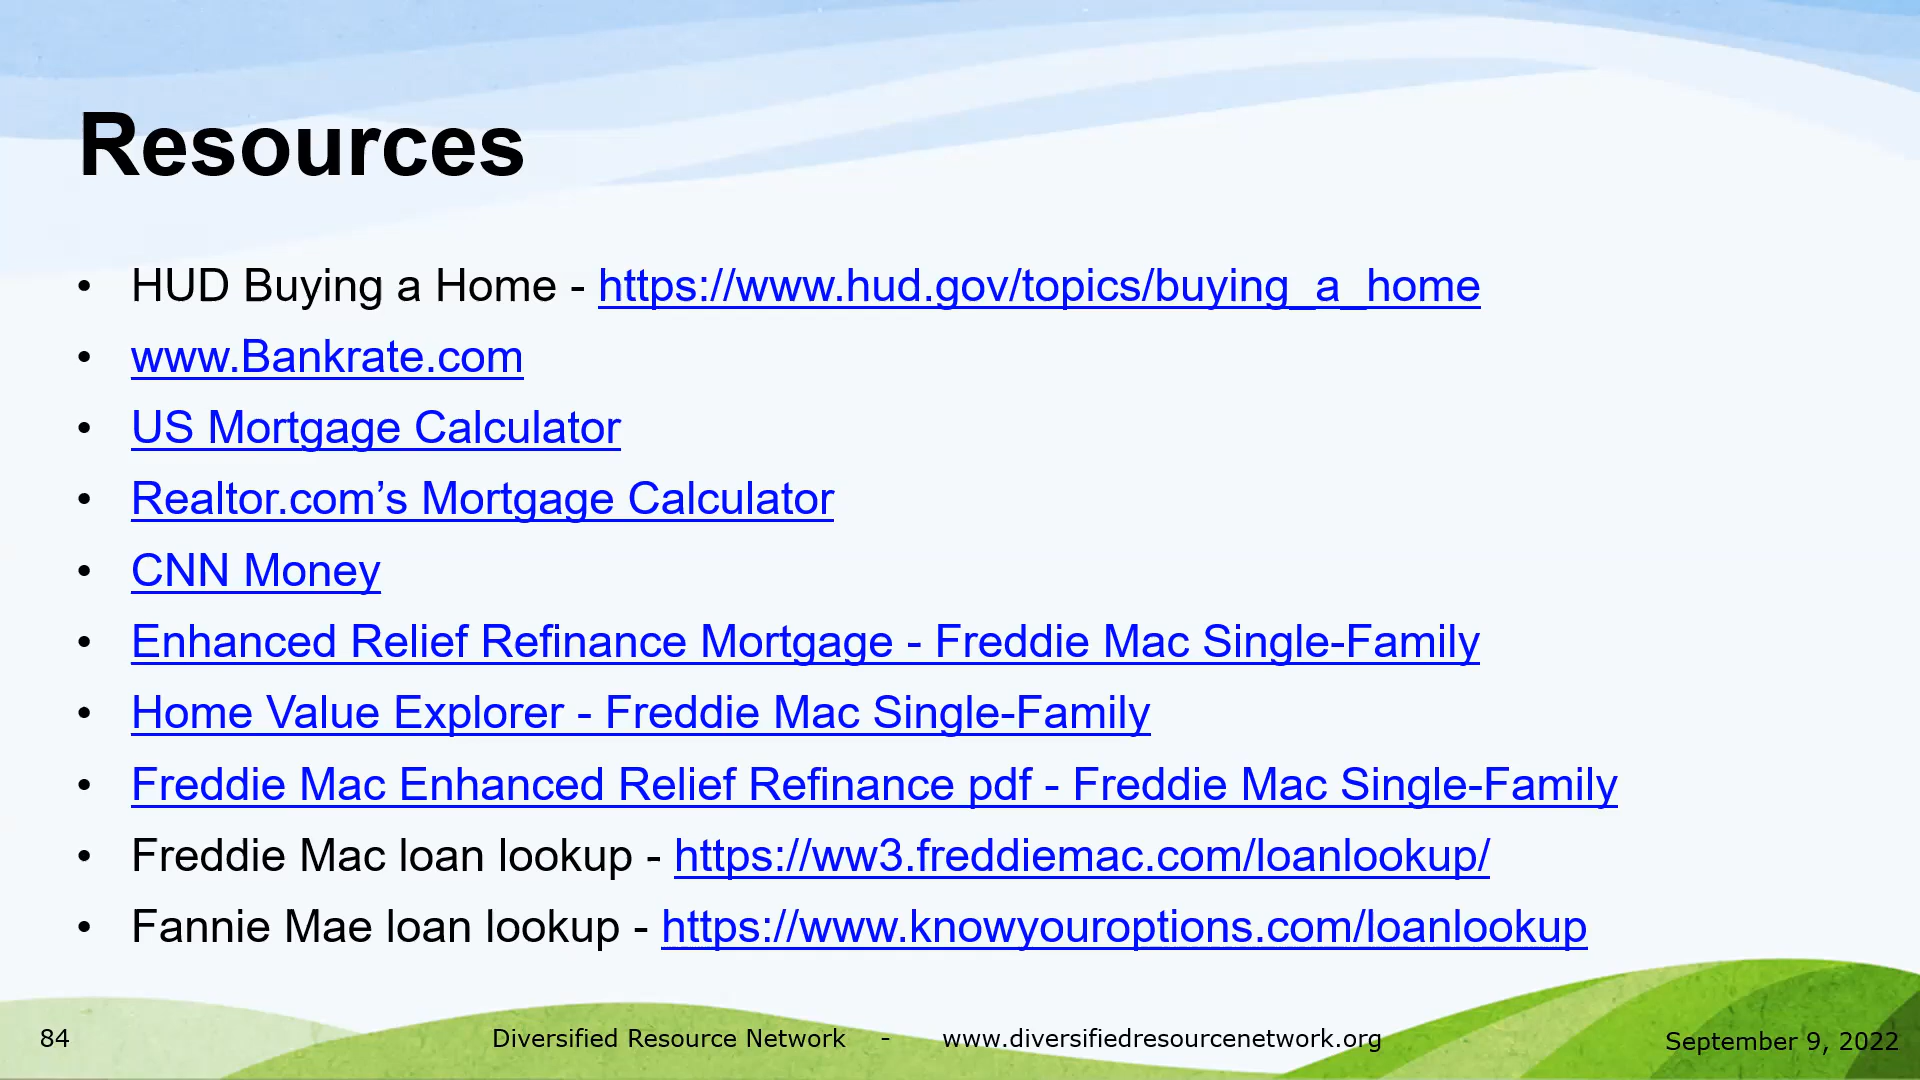 Resources
• HUD Buying a Home - https://www.hud.gov/topics/buying_a_home
• www.Bankrate.com
• US Mortgage Calculator
• Realtor.com’s Mortgage Calculator
• CNN Money
• Enhanced Relief Refinance Mortgage - Freddie Mac Single-Family
• Home Value Explorer - Freddie Mac Single-Family
• Freddie Mac Enhanced Relief Refinance pdf - Freddie Mac Single-Family
• Freddie Mac loan lookup - https://ww3.freddiemac.com/loanlookup/
• Fannie Mae loan lookup - https://www.knowyouroptions.com/loanlookup
84 Diversified Resource Network - www.diversifiedresourcenetwork.org September 9, 2022